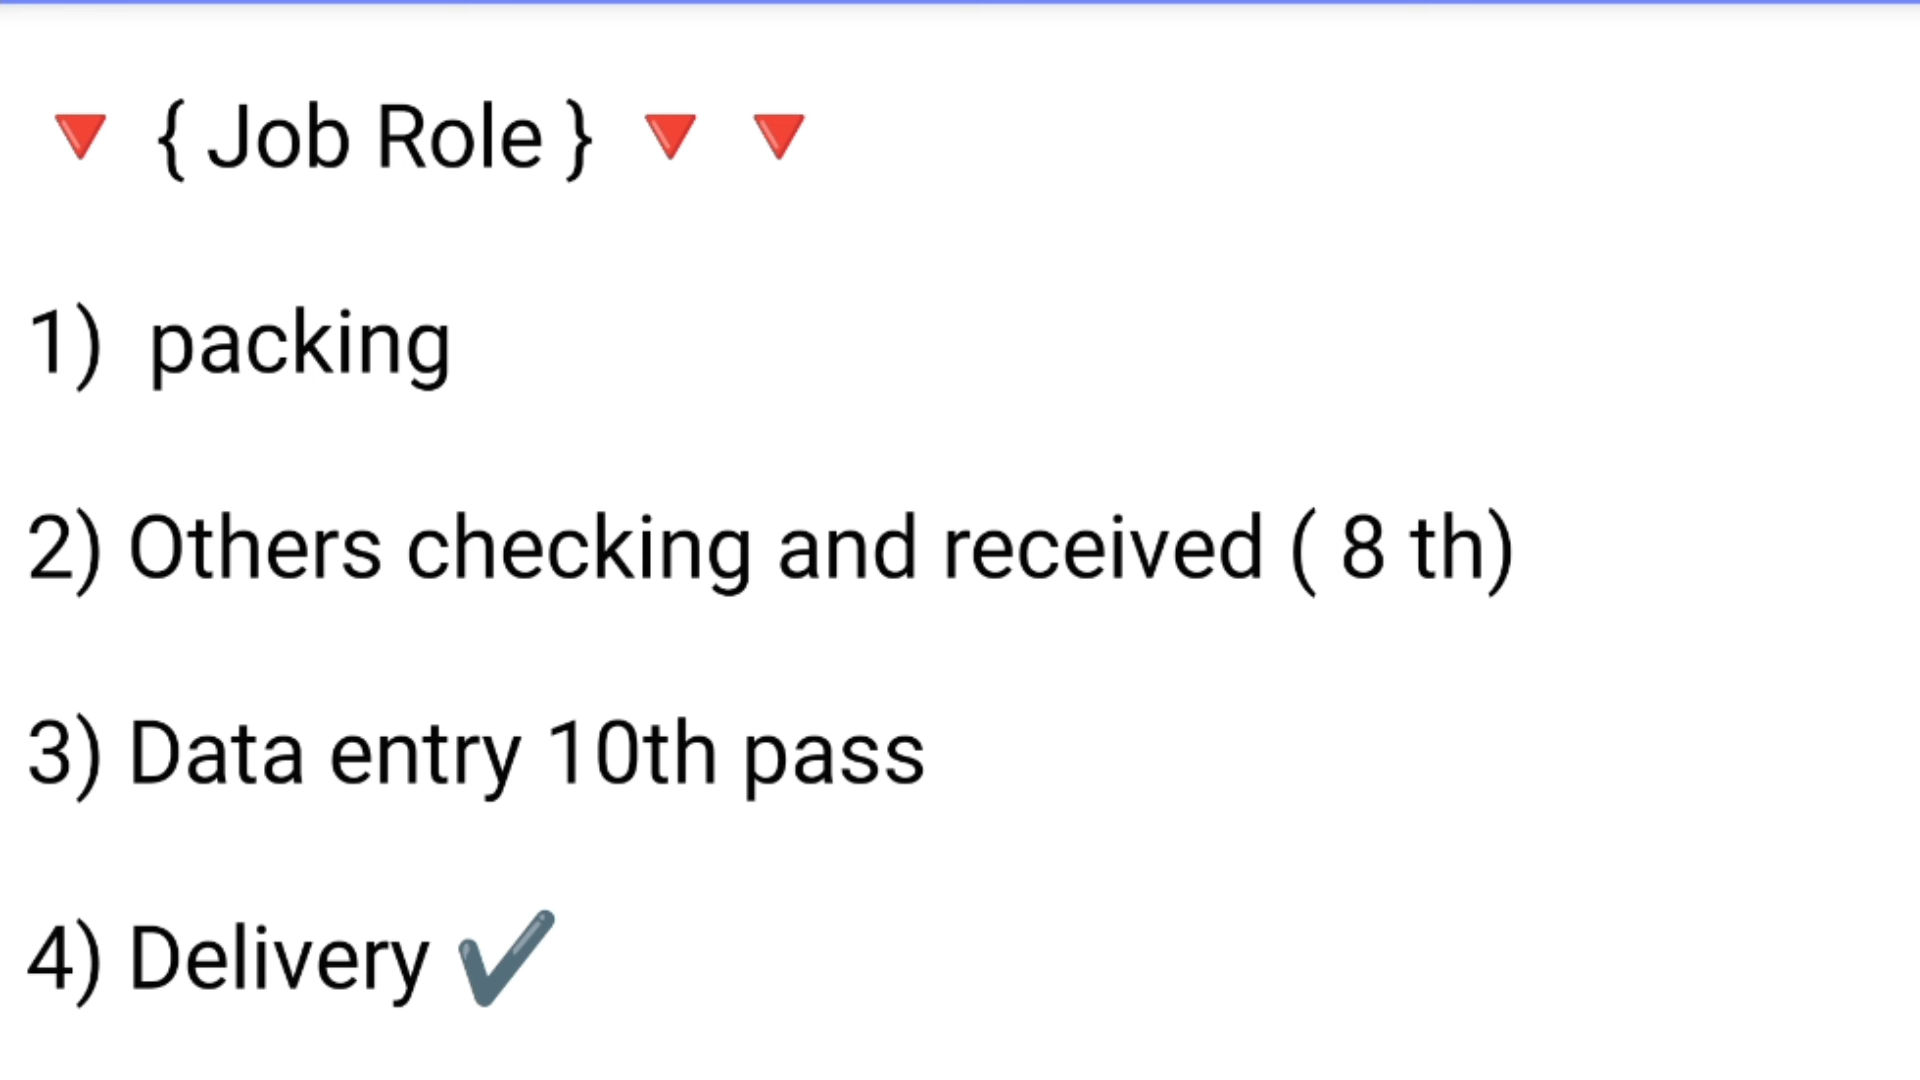 🔻 { Job Role } 🔻 🔻
1)  packing
2) Others checking and received ( 8 th)
3) Data entry 10th pass
4) Delivery ✔️